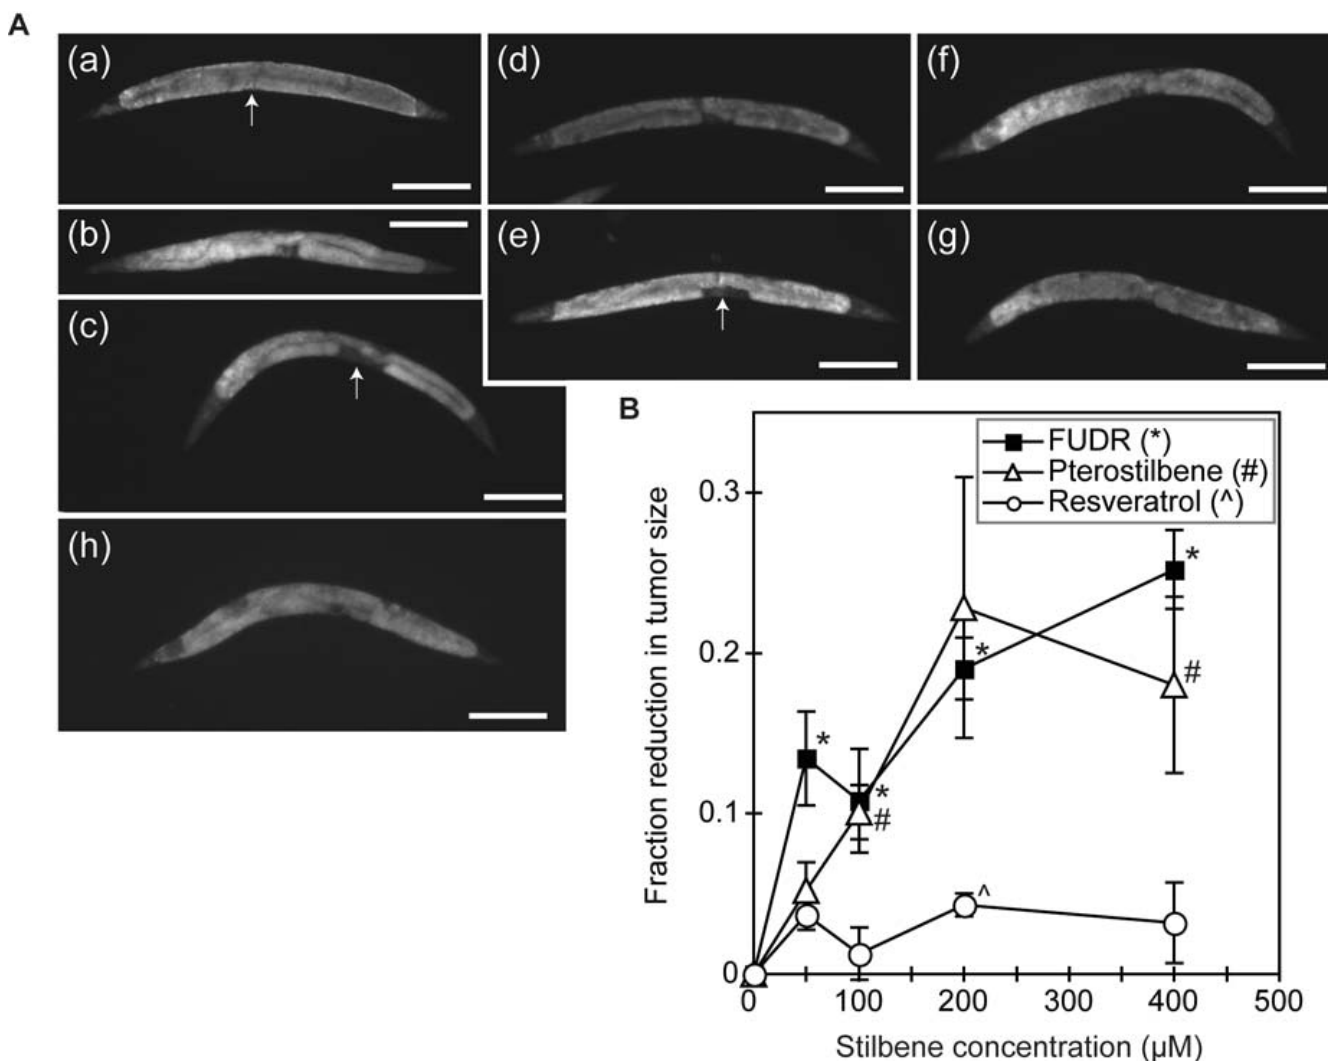 A
(a)
(d)
(f)
(b)
(e)
(g)
(c)
(h)
B
FUDR (*)
Pterostilbene (#)
Resveratrol (^)
Fraction reduction in tumor size
0.3
0.2
0.1
0
*
*
#
*
*
#
^
0 100 200 300 400 500
Stilbene concentration (µM)